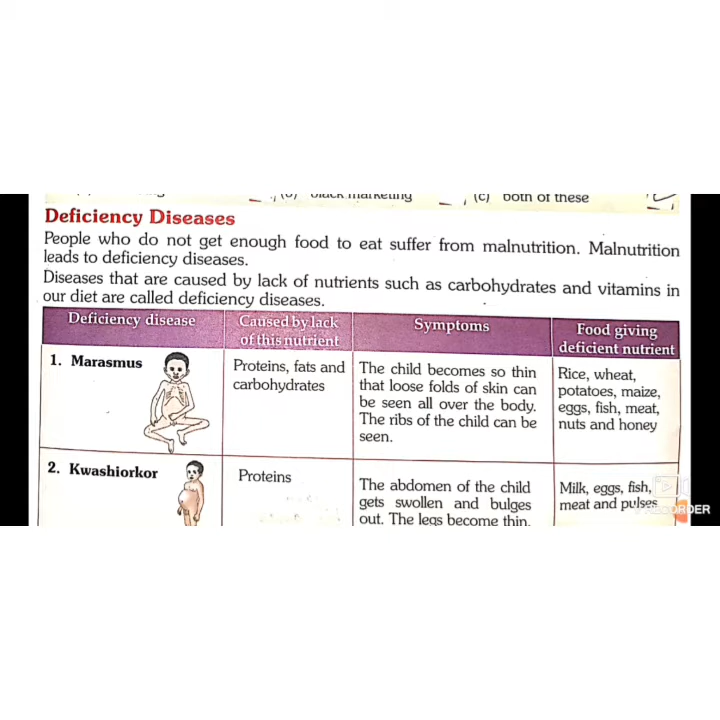 (b) black marketing (c) both of these
Deficiency Diseases
People who do not get enough food to eat suffer from malnutrition. Malnutrition
leads to deficiency diseases.
Diseases that are caused by lack of nutrients such as carbohydrates and vitamins in
our diet are called deficiency diseases.
Deficiency disease
Caused by lack
of this nutrient
Symptoms
Food giving
deficient nutrient
1. Marasmus
Proteins, fats and
carbohydrates
The child becomes so thin
that loose folds of skin can
be seen all over the body.
The ribs of the child can be
seen.
Rice, wheat,
potatoes, maize,
eggs, fish, meat,
nuts and honey
2. Kwashiorkor
Proteins
The abdomen of the child
gets swollen and bulges
out. The legs become thin.
Milk, eggs, fish,
meat and pulses
RECORDER